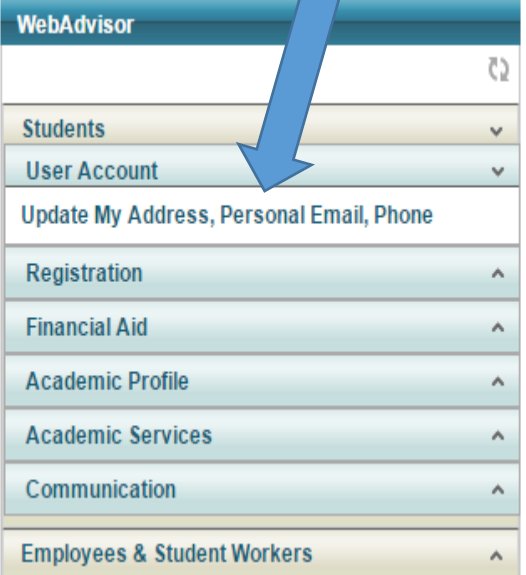 WebAdvisor
Students
User Account
Update My Address, Personal Email, Phone
Registration
Financial Aid
Academic Profile
Academic Services
Communication
Employees & Student Workers